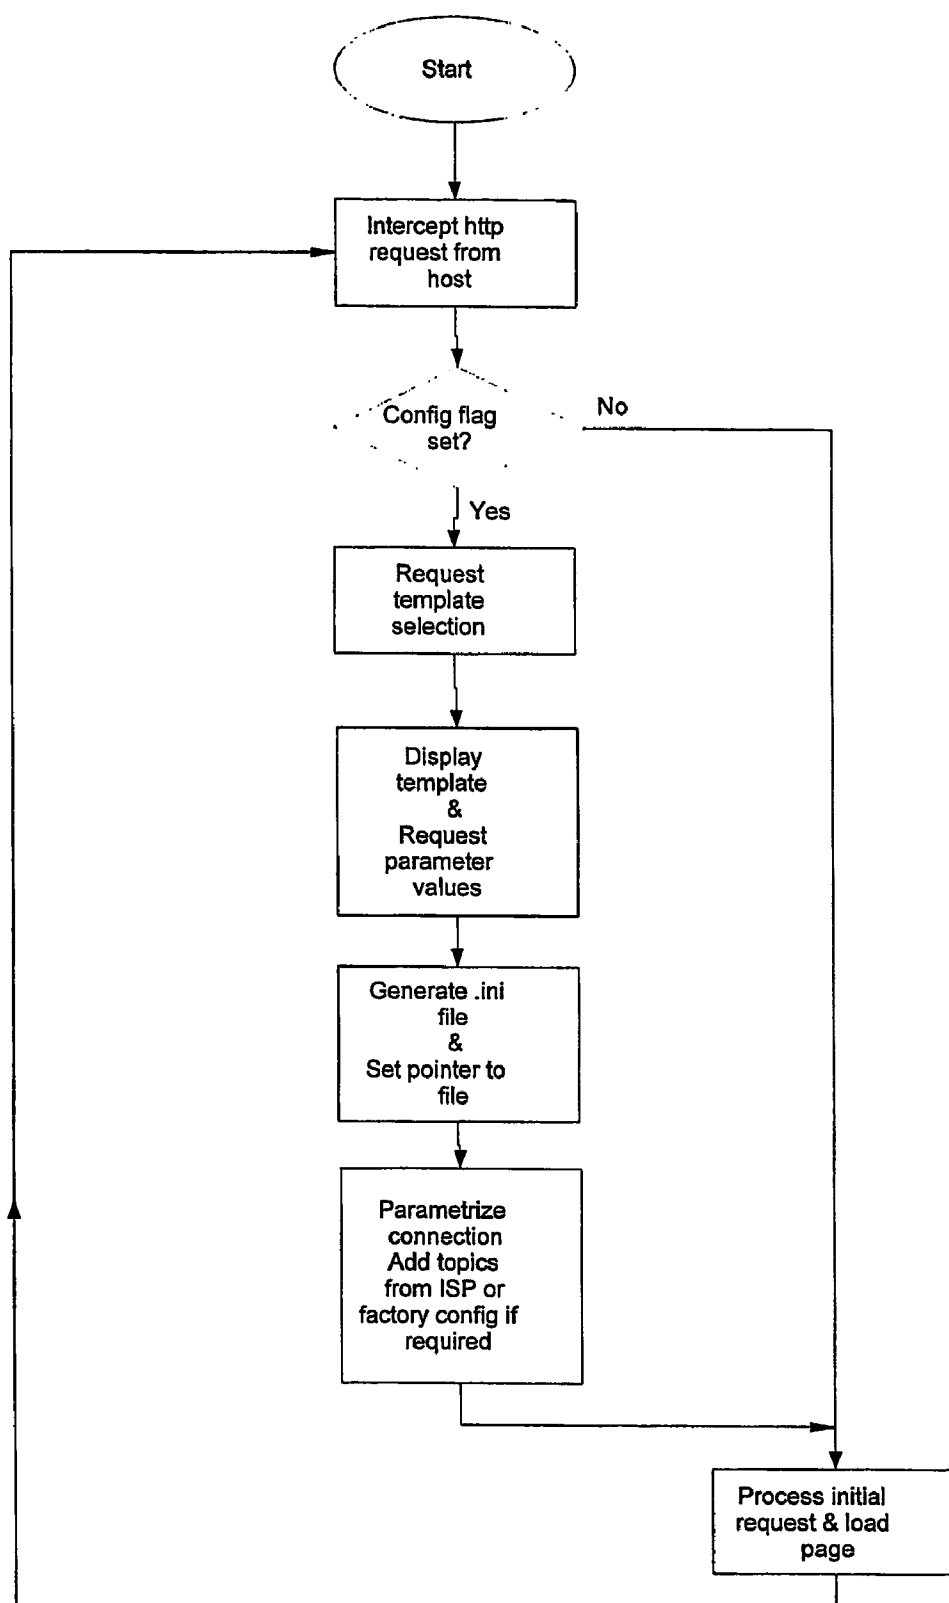 Start
Intercept http
request from
host
Config flag
set?
No
Yes
Request
template
selection
Display
template
&
Request
parameter
values
Generate .ini
file
&
Set pointer to
file
Parametrize
connection
Add topics
from ISP or
factory config if
required
Process initial
request & load
page